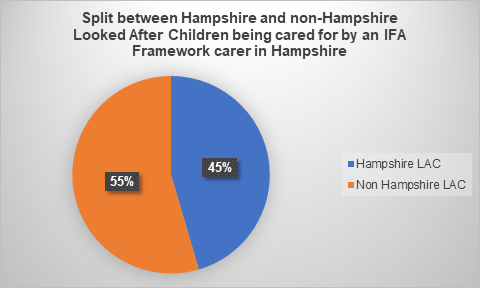 Split between Hampshire and non-Hampshire
Looked After Children being cared for by an IFA
Framework carer in Hampshire
45%
55%
Hampshire LAC
Non Hampshire LAC